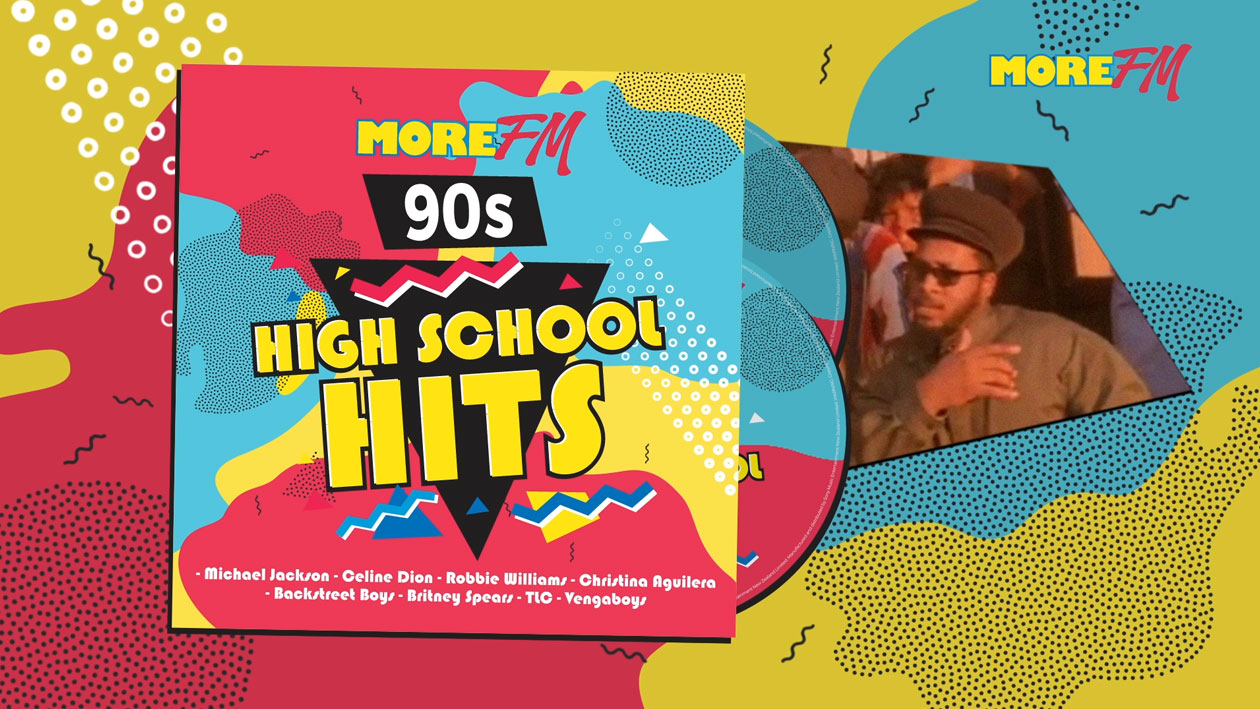 MORE FM
MORE FM
90s
HIGH SCHOOL
HITS
- Michael Jackson - Celine Dion - Robbie Williams - Christina Aguilera
- Backstreet Boys - Britney Spears - TLC - Vengaboys
OL